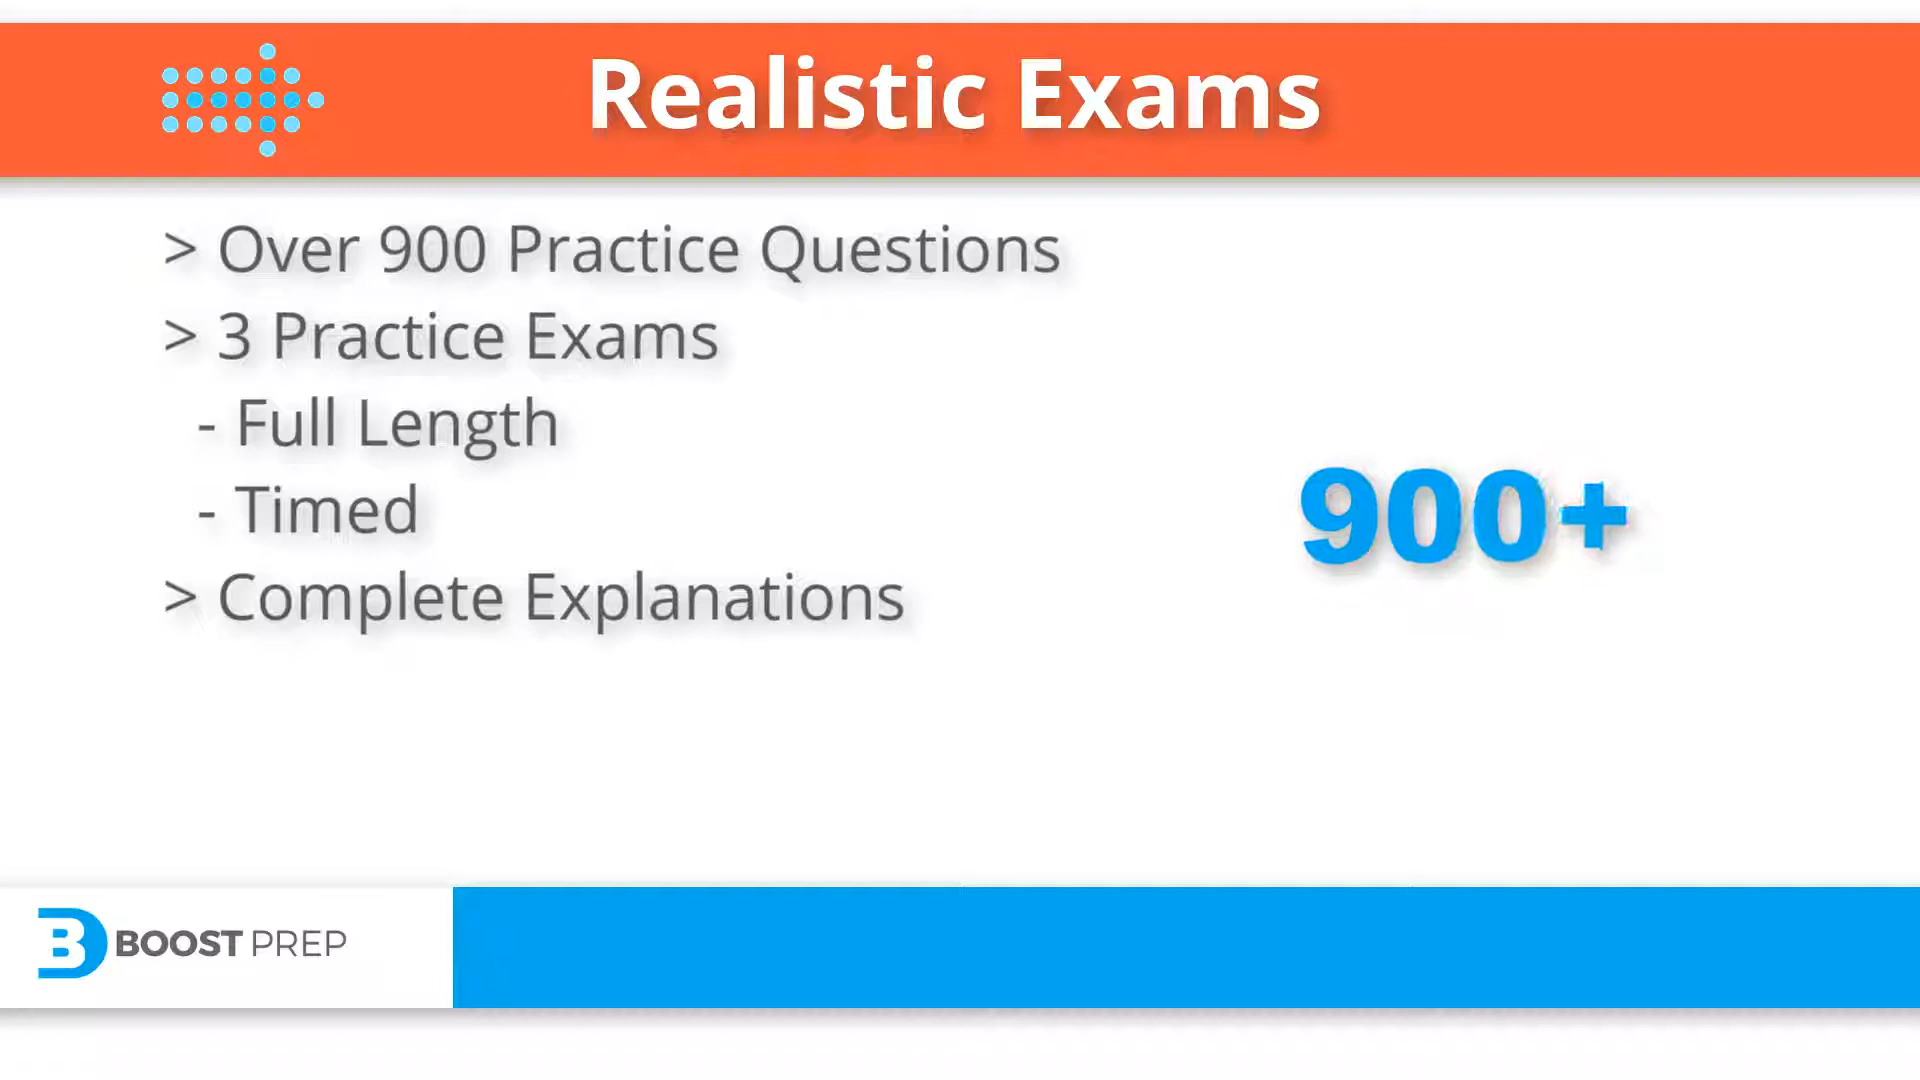 Realistic Exams
> Over 900 Practice Questions
> 3 Practice Exams
- Full Length
- Timed
> Complete Explanations
900+
B BOOST PREP